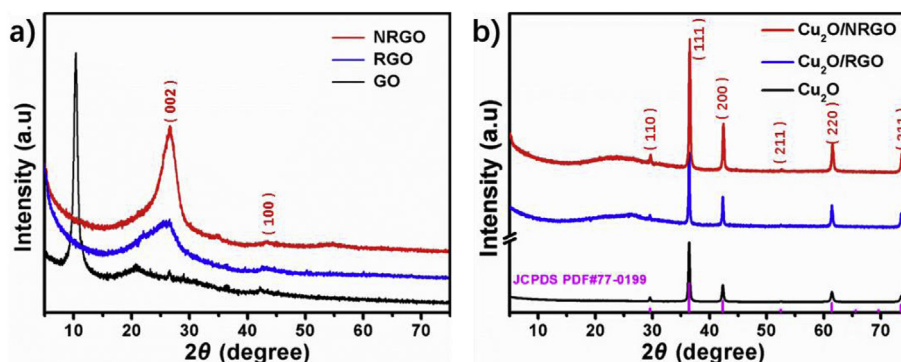 a)
NRGO
RGO
GO
( 002 )
( 100 )
Intensity (a.u)
10 20 30 40 50 60 70
2θ (degree)
b)
Cu₂O/NRGO
Cu₂O/RGO
Cu₂O
( 111 )
( 200 )
( 110 )
( 211 )
( 220 )
( 311 )
JCPDS PDF#77-0199
Intensity (a.u)
10 20 30 40 50 60 70
2θ (degree)